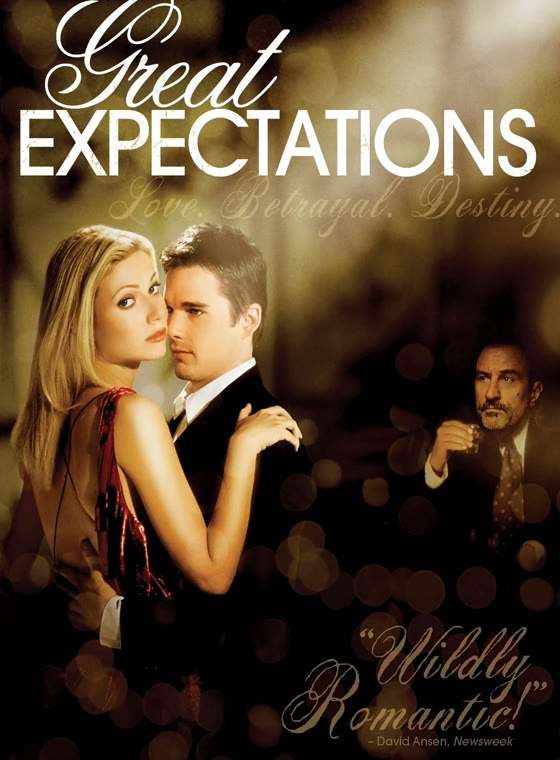 Great
EXPECTATIONS
Love. Betrayal. Destiny
"Wildly
Romantic!"
– David Ansen, Newsweek